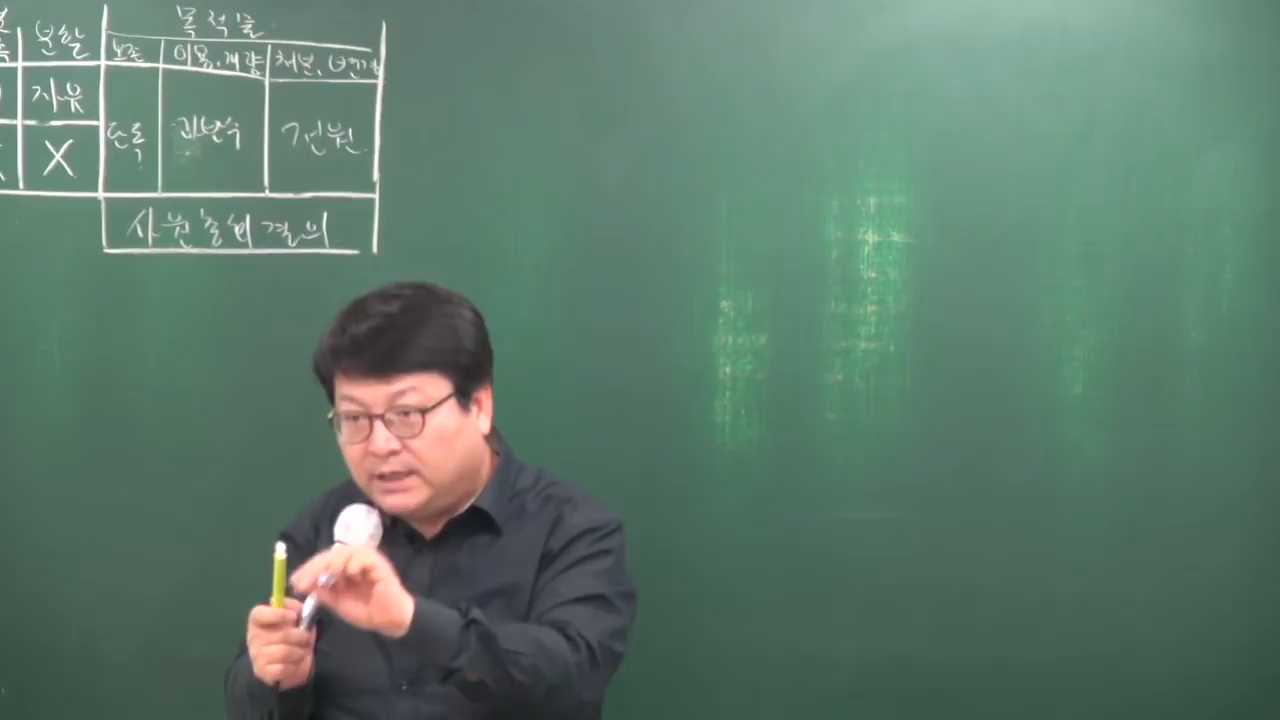 분할 목적물
보존 이용, 개량 처분, 변경
자유
단독 과반수 전원
X
사원총회결의